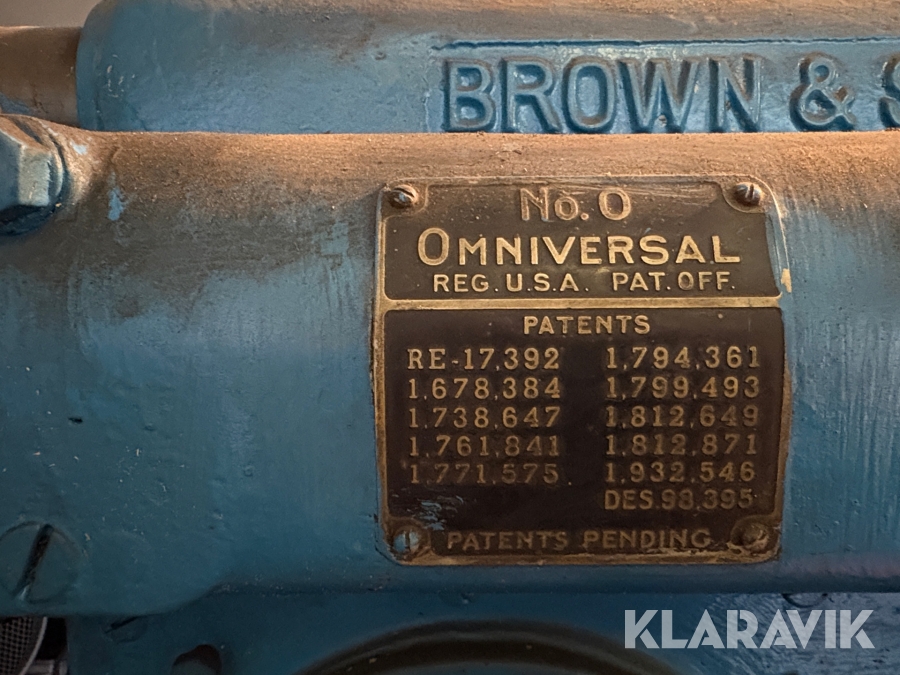 BROWN & S
No. 0
OMNIVERSAL
REG. U.S.A. PAT. OFF.
PATENTS
RE-17,392 1,794,361
1,678,384 1,799,493
1,738,647 1,812,649
1,761,841 1,812,871
1,771,575 1,932,546
DES. 98,395
PATENTS PENDING
KLARAVIK